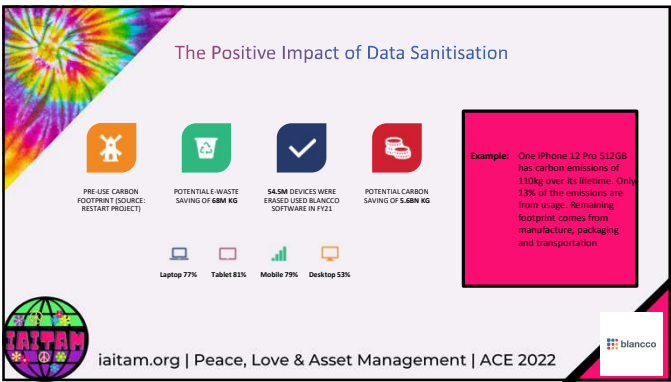 The Positive Impact of Data Sanitisation
PRE-USE CARBON
FOOTPRINT (SOURCE:
RESTART PROJECT)
POTENTIAL E-WASTE
SAVING OF 68M KG
54.5M DEVICES WERE
ERASED USED BLANCCO
SOFTWARE IN FY21
POTENTIAL CARBON
SAVING OF 5.6BN KG
Example: One iPhone 12 Pro 512GB
has carbon emissions of
110kg over its lifetime. Only
13% of the emissions are
from usage. Remaining
footprint comes from
manufacture, packaging
and transportation
Laptop 77% Tablet 81% Mobile 79% Desktop 53%
IAITAM
iaitam.org | Peace, Love & Asset Management | ACE 2022
blancco